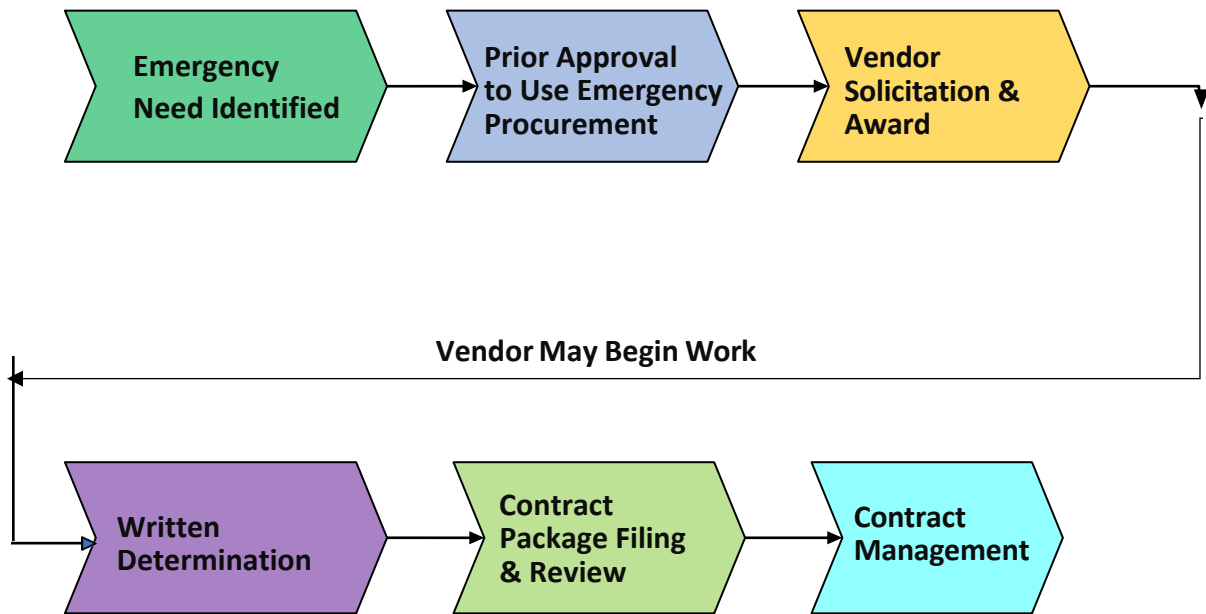 Emergency
Need Identified
Prior Approval
to Use Emergency
Procurement
Vendor
Solicitation &
Award
Vendor May Begin Work
Written
Determination
Contract
Package Filing
& Review
Contract
Management